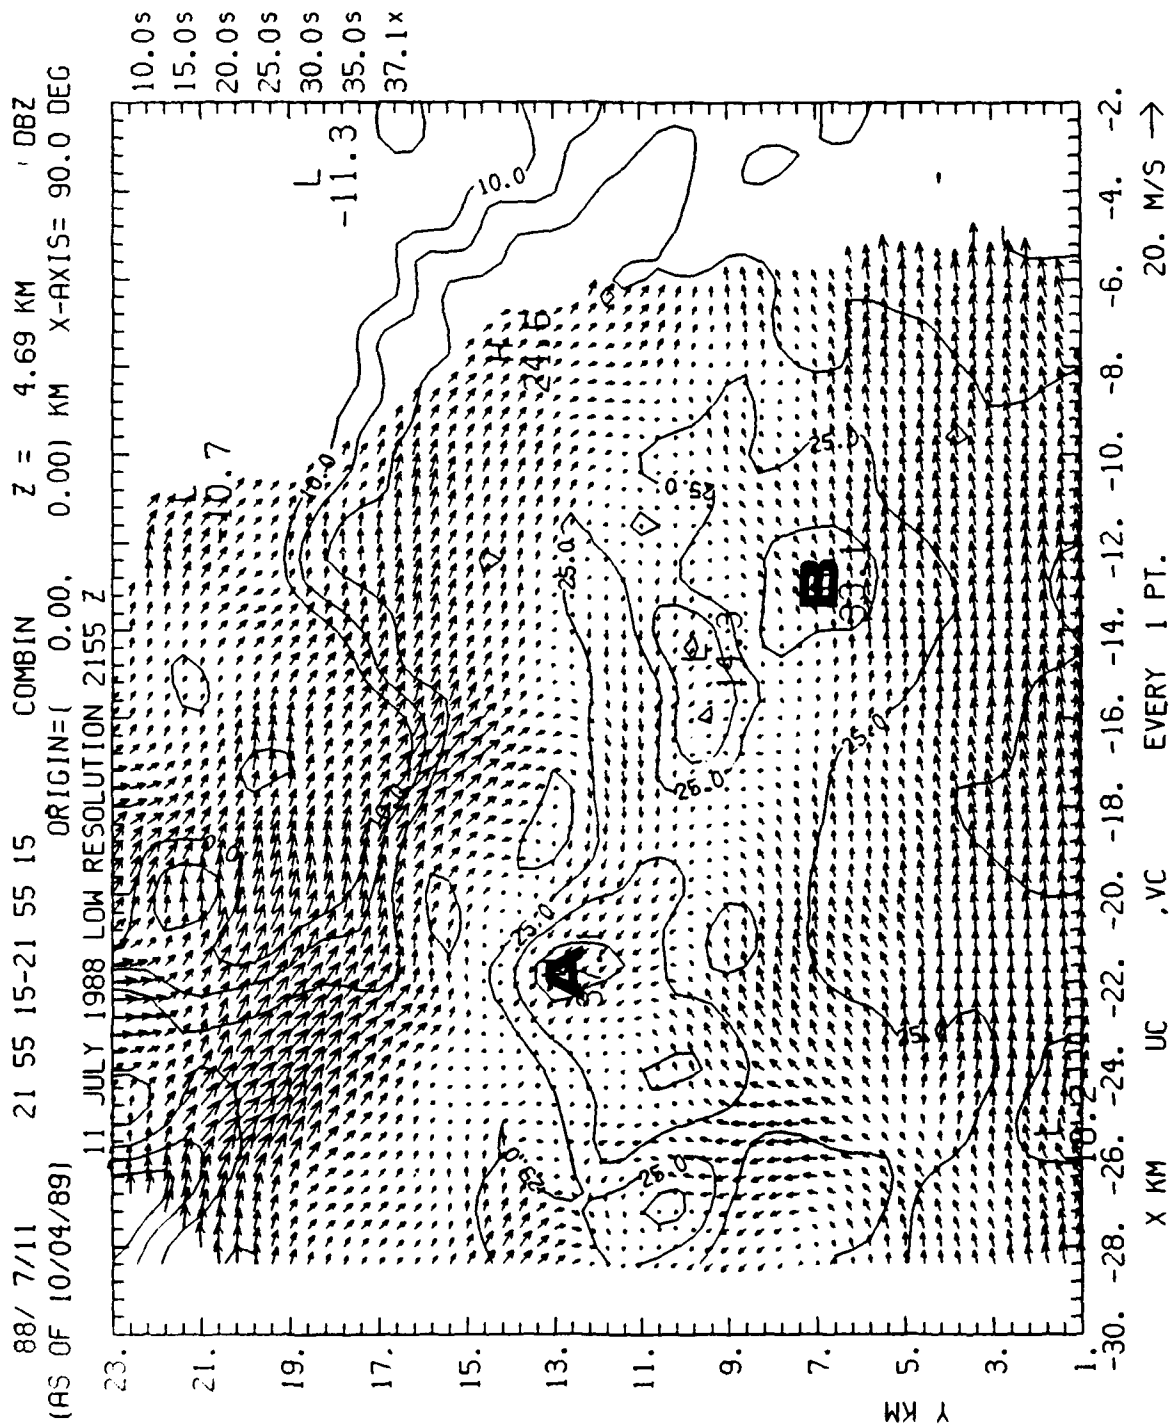 88/ 7/11 21 55 15-21 55 15 COMBIN Z = 4.69 KM DBZ
(AS OF 10/04/89) ORIGIN=( 0.00, 0.00) KM X-AXIS= 90.0 DEG
11 JULY 1988 LOW RESOLUTION 2155 Z
10.0s
15.0s
20.0s
25.0s
30.0s
35.0s
37.1x
23.
21.
19.
17.
15.
13.
11.
9.
7.
5.
3.
1.
Y KM
L
-11.3
10.0
L
-10.7
10.0
H
24.6
25.0
25.0
25.0
L
14.3
25.0
B
33.1
25.0
25.0
A
25.0
25.0
-30. -28. -26. -24. -22. -20. -18. -16. -14. -12. -10. -8. -6. -4. -2.
X KM UC ,VC EVERY 1 PT. 20. M/S →